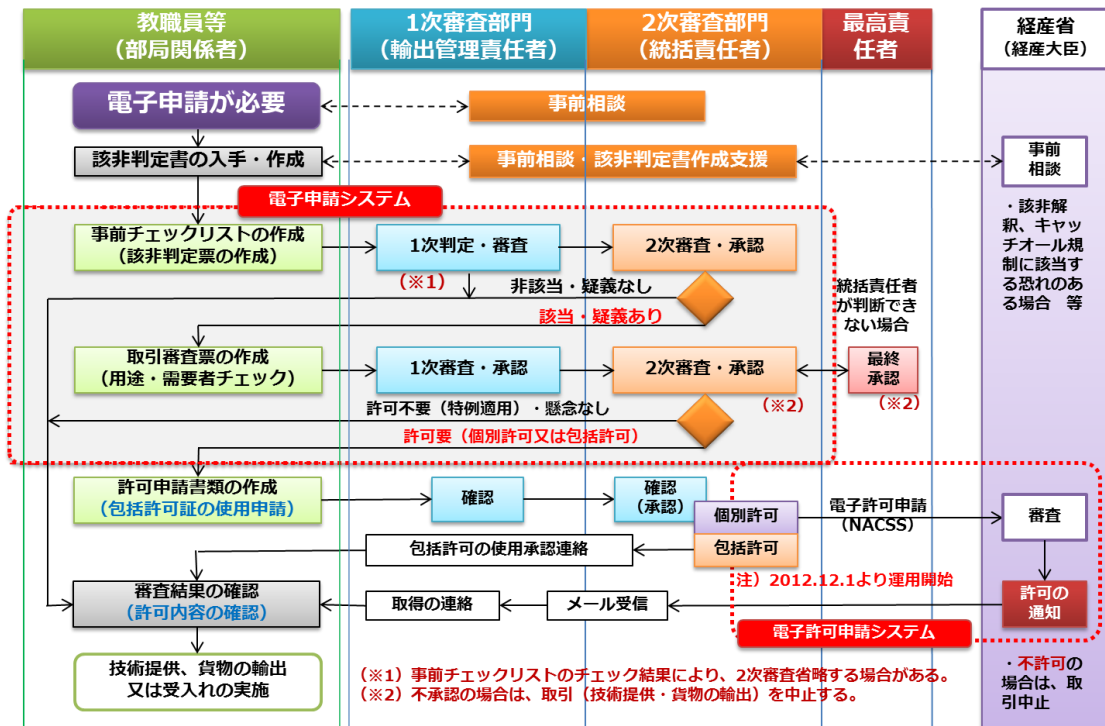 教職員等
（部局関係者）
1次審査部門
（輸出管理責任者）
2次審査部門
（統括責任者）
最高責
任者
経産省
（経産大臣）
電子申請が必要
事前相談
該非判定書の入手・作成
事前相談・該非判定書作成支援
事前
相談
電子申請システム
・該非解
釈、キャッ
チオール規
制に該当す
る恐れのあ
る場合　等
事前チェックリストの作成
（該非判定票の作成）
1次判定・審査
2次審査・承認
（※1）
非該当・疑義なし
統括責任者
が判断でき
ない場合
該当・疑義あり
取引審査票の作成
（用途・需要者チェック）
1次審査・承認
2次審査・承認
最終
承認
（※2）
（※2）
許可不要（特例適用）・懸念なし
許可要（個別許可又は包括許可）
許可申請書類の作成
（包括許可証の使用申請）
確認
確認
（承認）
個別許可
包括許可
電子許可申請
（NACSS）
審査
包括許可の使用承認連絡
注）2012.12.1より運用開始
審査結果の確認
（許可内容の確認）
取得の連絡
メール受信
許可の
通知
電子許可申請システム
技術提供、貨物の輸出
又は受入れの実施
（※1）事前チェックリストのチェック結果により、2次審査省略する場合がある。
（※2）不承認の場合は、取引（技術提供・貨物の輸出）を中止する。
・不許可の
場合は、取
引中止